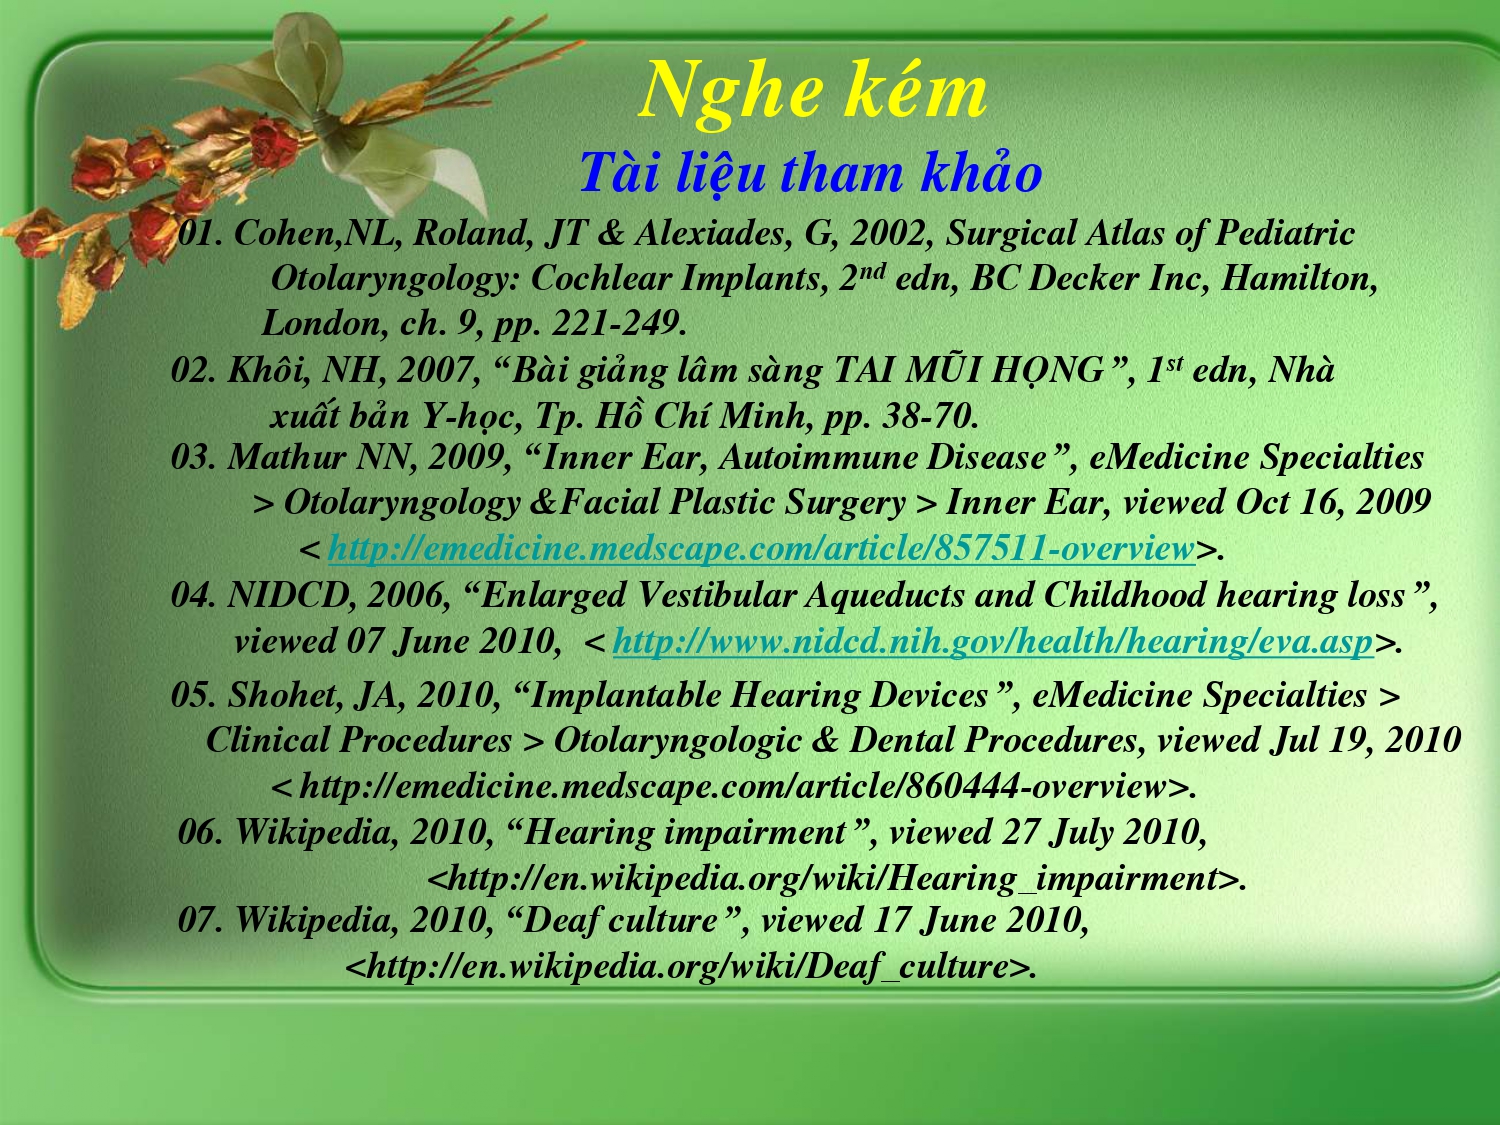 Nghe kém
Tài liệu tham khảo
01. Cohen,NL, Roland, JT & Alexiades, G, 2002, Surgical Atlas of Pediatric
Otolaryngology: Cochlear Implants, 2nd edn, BC Decker Inc, Hamilton,
London, ch. 9, pp. 221-249.
02. Khôi, NH, 2007, “Bài giảng lâm sàng TAI MŨI HỌNG”, 1st edn, Nhà
xuất bản Y-học, Tp. Hồ Chí Minh, pp. 38-70.
03. Mathur NN, 2009, “Inner Ear, Autoimmune Disease”, eMedicine Specialties
> Otolaryngology &Facial Plastic Surgery > Inner Ear, viewed Oct 16, 2009
< http://emedicine.medscape.com/article/857511-overview>.
04. NIDCD, 2006, “Enlarged Vestibular Aqueducts and Childhood hearing loss”,
viewed 07 June 2010, < http://www.nidcd.nih.gov/health/hearing/eva.asp>.
05. Shohet, JA, 2010, “Implantable Hearing Devices”, eMedicine Specialties >
Clinical Procedures > Otolaryngologic & Dental Procedures, viewed Jul 19, 2010
< http://emedicine.medscape.com/article/860444-overview>.
06. Wikipedia, 2010, “Hearing impairment”, viewed 27 July 2010,
<http://en.wikipedia.org/wiki/Hearing_impairment>.
07. Wikipedia, 2010, “Deaf culture”, viewed 17 June 2010,
<http://en.wikipedia.org/wiki/Deaf_culture>.